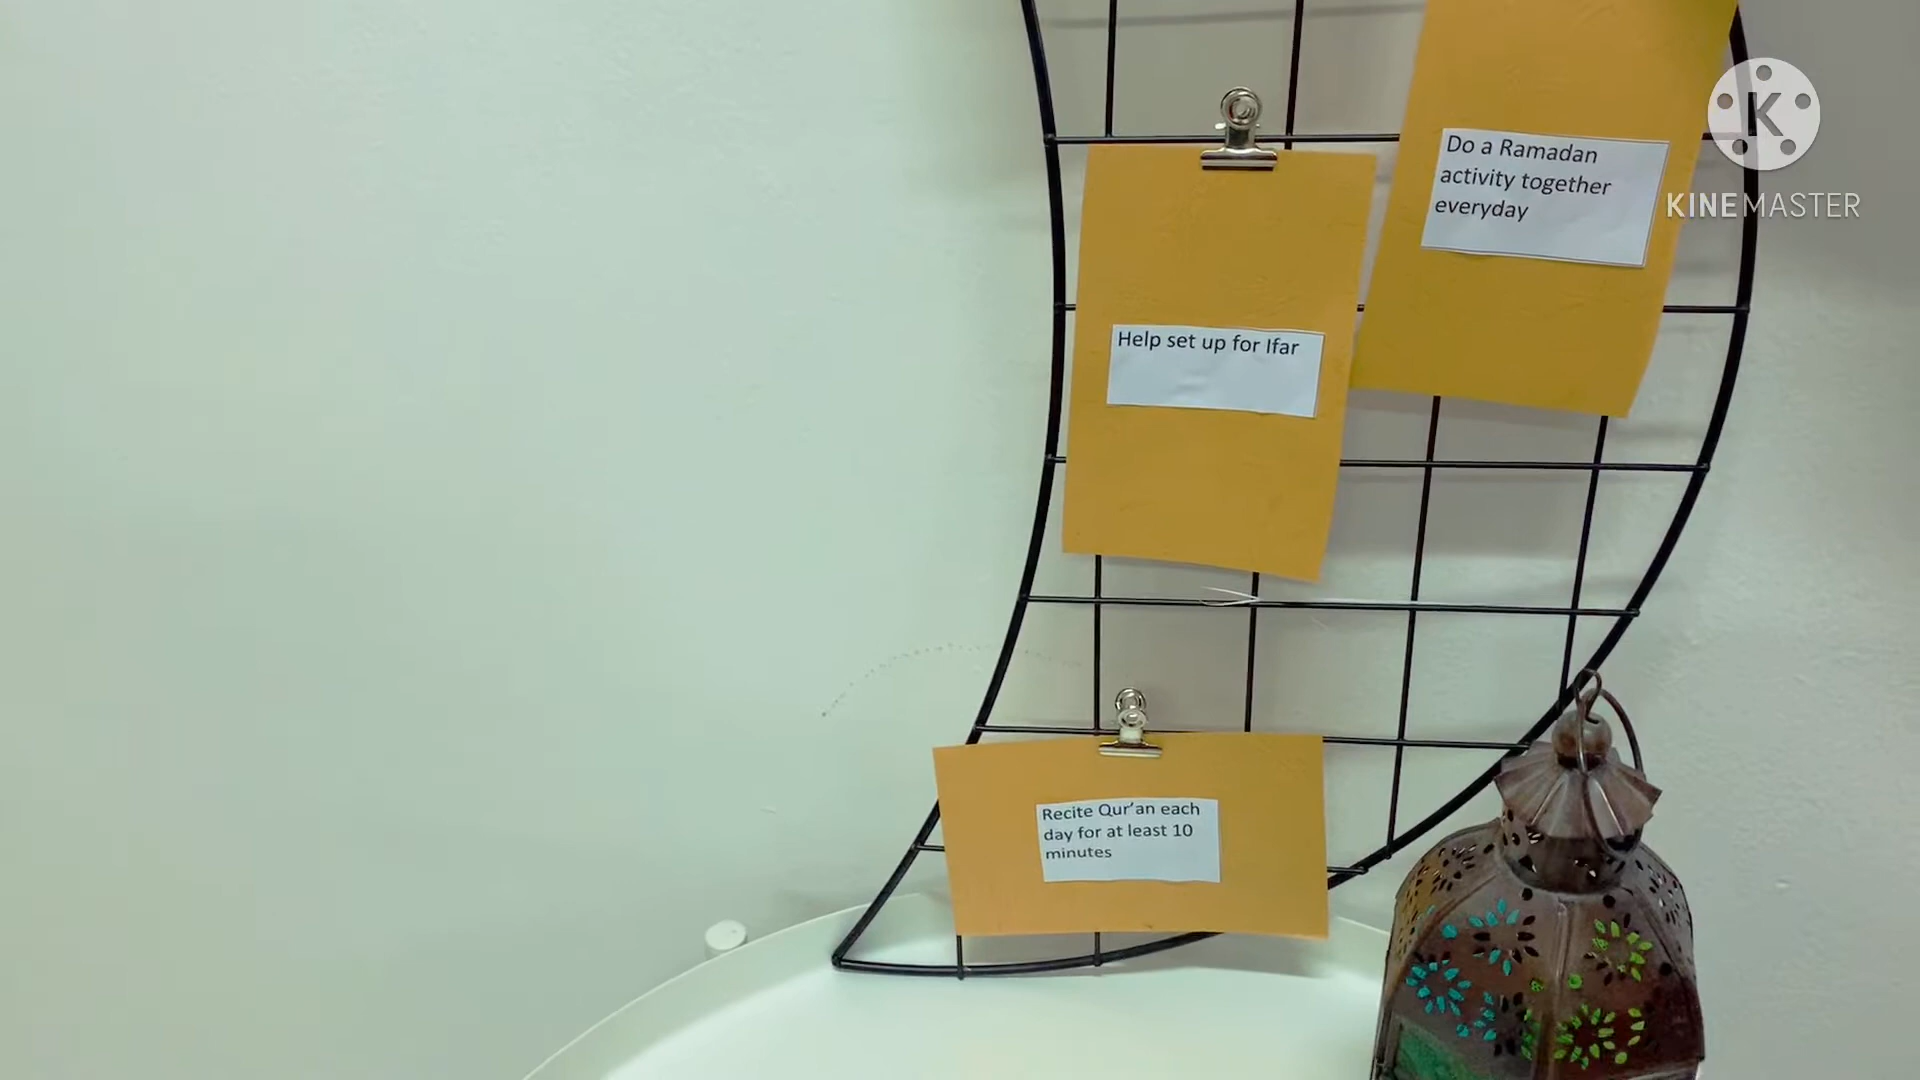 Do a Ramadan
activity together
everyday
K
KINEMASTER
Help set up for Ifar
Recite Qur'an each
day for at least 10
minutes